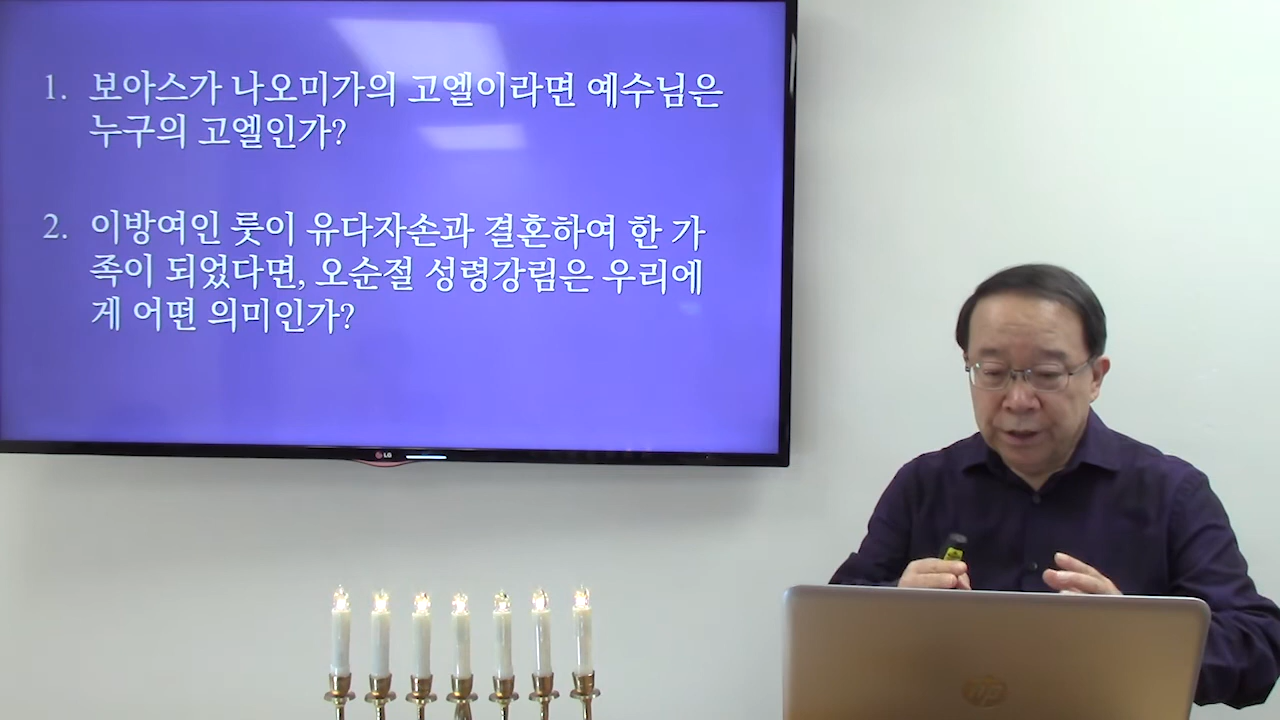 1. 보아스가 나오미가의 고엘이라면 예수님은
누구의 고엘인가?
2. 이방여인 룻이 유다자손과 결혼하여 한 가
족이 되었다면, 오순절 성령강림은 우리에
게 어떤 의미인가?
LG
hp